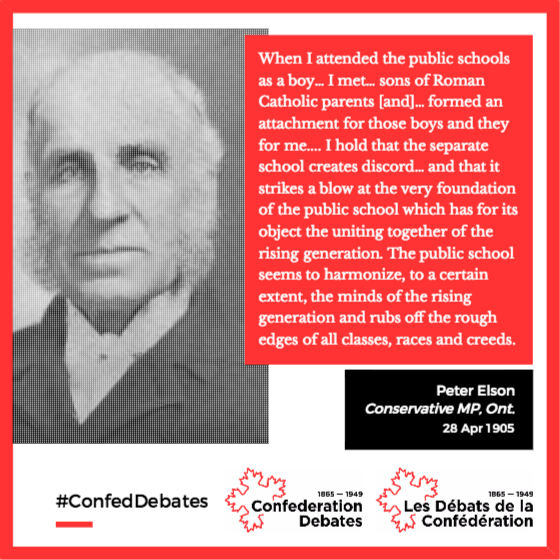 When I attended the public schools
as a boy... I met... sons of Roman
Catholic parents [and]... formed an
attachment for those boys and they
for me.... I hold that the separate
school creates discord... and that it
strikes a blow at the very foundation
of the public school which has for its
object the uniting together of the
rising generation. The public school
seems to harmonize, to a certain
extent, the minds of the rising
generation and rubs off the rough
edges of all classes, races and creeds.
Peter Elson
Conservative MP, Ont.
28 Apr 1905
#ConfedDebates
1865 — 1949
Confederation
Debates
1865 — 1949
Les Débats de la
Confédération